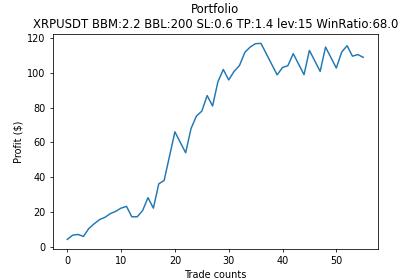 Portfolio
XRPUSDT BBM:2.2 BBL:200 SL:0.6 TP:1.4 lev:15 WinRatio:68.0
120
100
80
60
40
20
0
Profit ($)
0 10 20 30 40 50
Trade counts